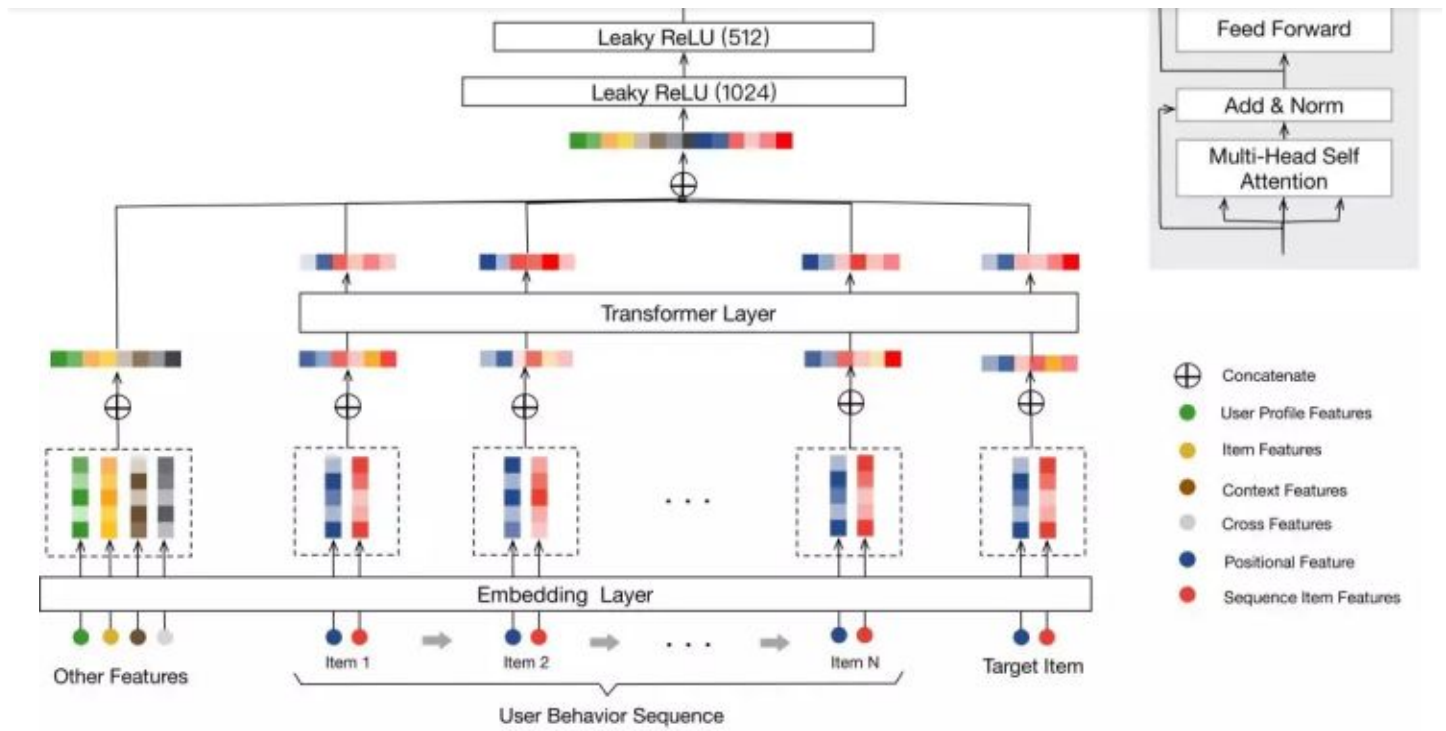 Leaky ReLU (512)
Leaky ReLU (1024)
Feed Forward
Add & Norm
Multi-Head Self
Attention
Transformer Layer
Concatenate
User Profile Features
Item Features
Context Features
Cross Features
Positional Feature
Sequence Item Features
. . .
Embedding Layer
Item 1
Item 2
. . .
Item N
Other Features
Target Item
User Behavior Sequence